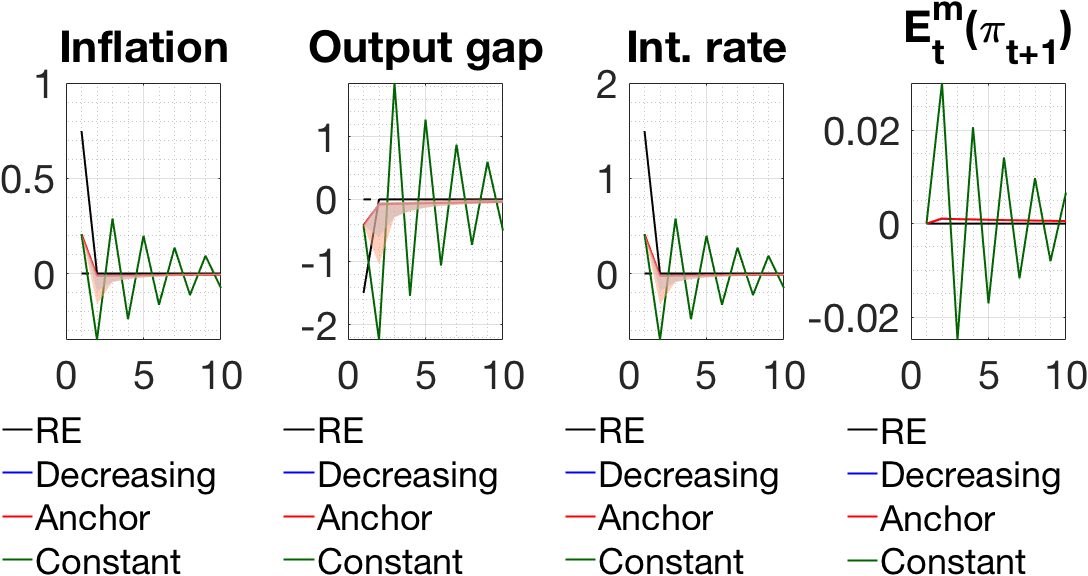 Inflation
1
0.5
0
0 5 10
RE
Decreasing
Anchor
Constant
Output gap
1
0
-1
-2
0 5 10
RE
Decreasing
Anchor
Constant
Int. rate
2
1
0
0 5 10
RE
Decreasing
Anchor
Constant
E_t^m(π_{t+1})
0.02
0
-0.02
0 5 10
RE
Decreasing
Anchor
Constant